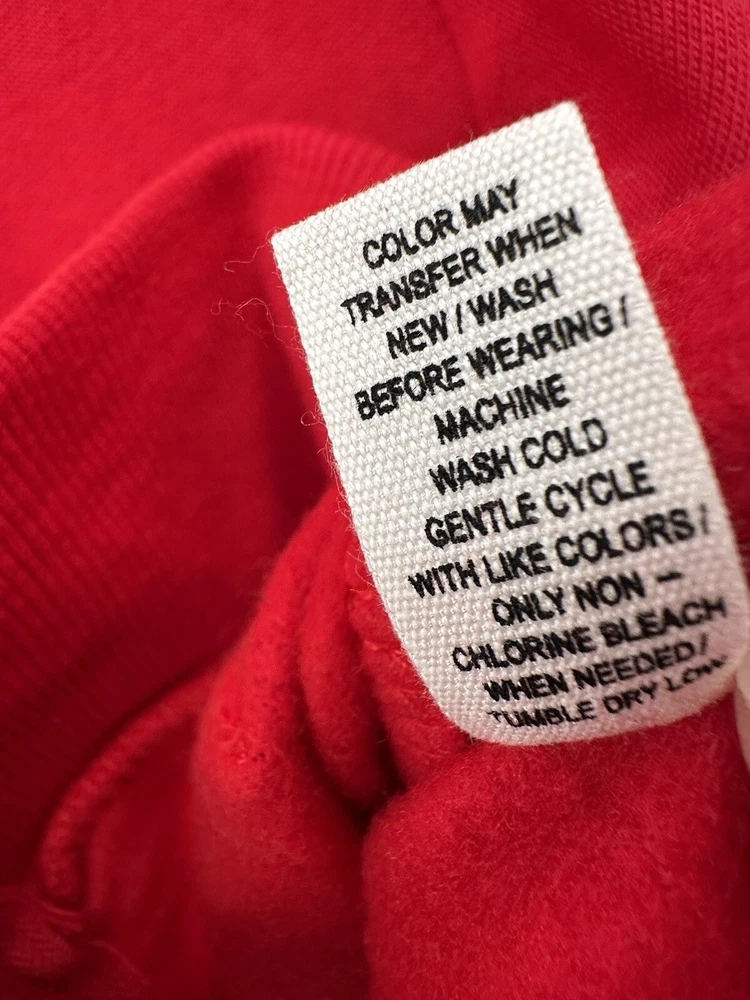 COLOR MAY
TRANSFER WHEN
NEW / WASH
BEFORE WEARING /
MACHINE
WASH COLD
GENTLE CYCLE
WITH LIKE COLORS /
ONLY NON –
CHLORINE BLEACH
WHEN NEEDED /
TUMBLE DRY LOW